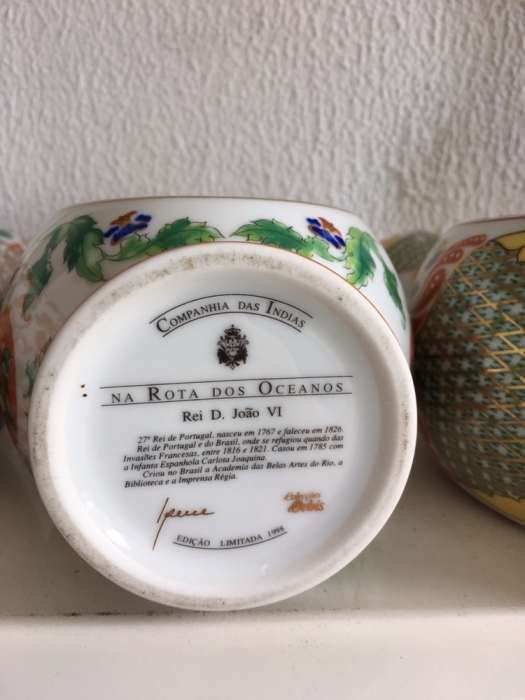 COMPANHIA DAS INDIAS
NA ROTA DOS OCEANOS
Rei D. João VI
27º Rei de Portugal, nasceu em 1767 e faleceu em 1826.
Rei de Portugal e do Brasil, onde se refugiou quando das
Invasões Francesas, entre 1816 e 1821. Casou em 1785 com
a Infanta Espanhola Carlota Joaquina.
Criou no Brasil a Academia das Belas Artes do Rio, a
Biblioteca e a Imprensa Régia.
Colecções
Orbis
EDIÇÃO LIMITADA 1998